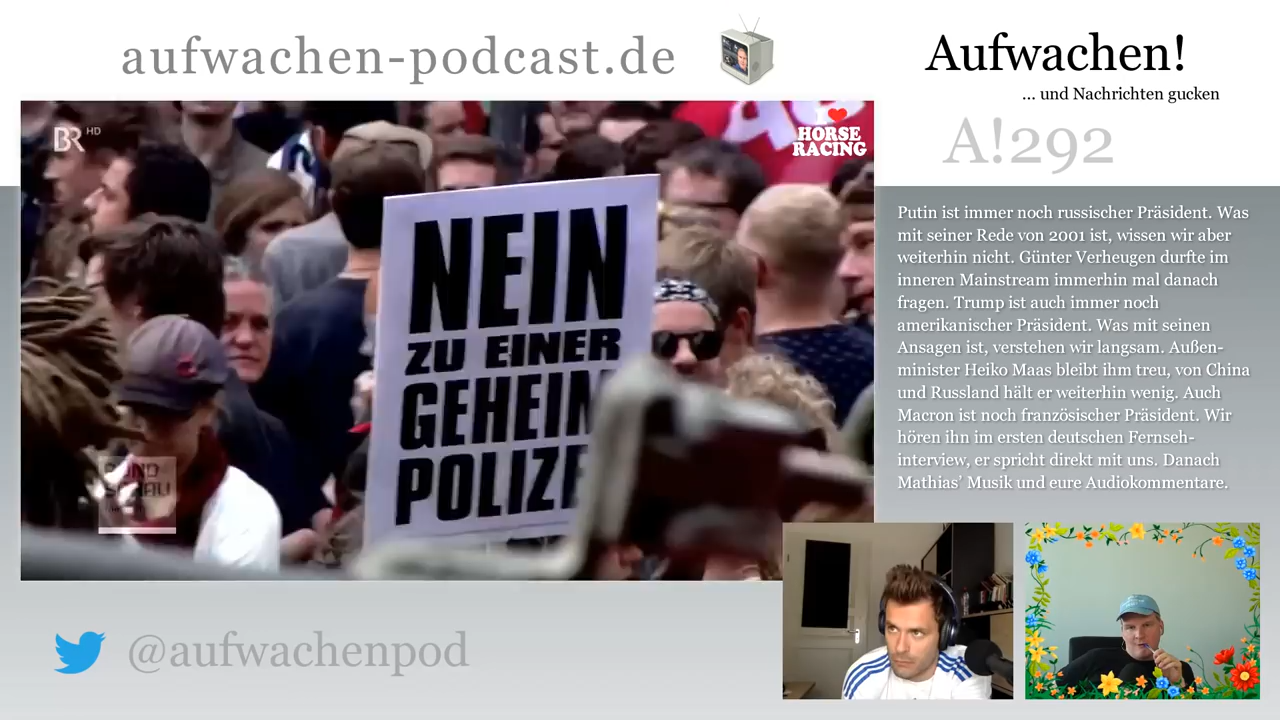 aufwachen-podcast.de
Aufwachen!
... und Nachrichten gucken
A!292
BR HD
I ❤ HORSE
RACING
NEIN
ZU EINER
GEHEIM
POLIZEI
Putin ist immer noch russischer Präsident. Was
mit seiner Rede von 2001 ist, wissen wir aber
weiterhin nicht. Günter Verheugen durfte im
inneren Mainstream immerhin mal danach
fragen. Trump ist auch immer noch
amerikanischer Präsident. Was mit seinen
Ansagen ist, verstehen wir langsam. Außen-
minister Heiko Maas bleibt ihm treu, von China
und Russland hält er weiterhin wenig. Auch
Macron ist noch französischer Präsident. Wir
hören ihn im ersten deutschen Fernseh-
interview, er spricht direkt mit uns. Danach
Mathias' Musik und eure Audiokommentare.
RUND
SCHAU
@aufwachenpod